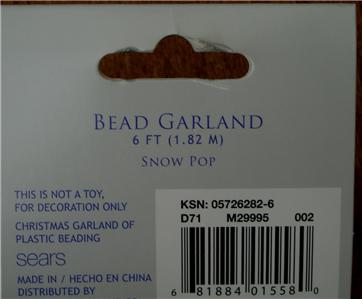 BEAD GARLAND
6 FT (1.82 M)
SNOW POP
THIS IS NOT A TOY,
FOR DECORATION ONLY
CHRISTMAS GARLAND OF
PLASTIC BEADING
sears
MADE IN / HECHO EN CHINA
DISTRIBUTED BY
KSN: 05726282-6
D71 M29995 002
6 81884 01558 0